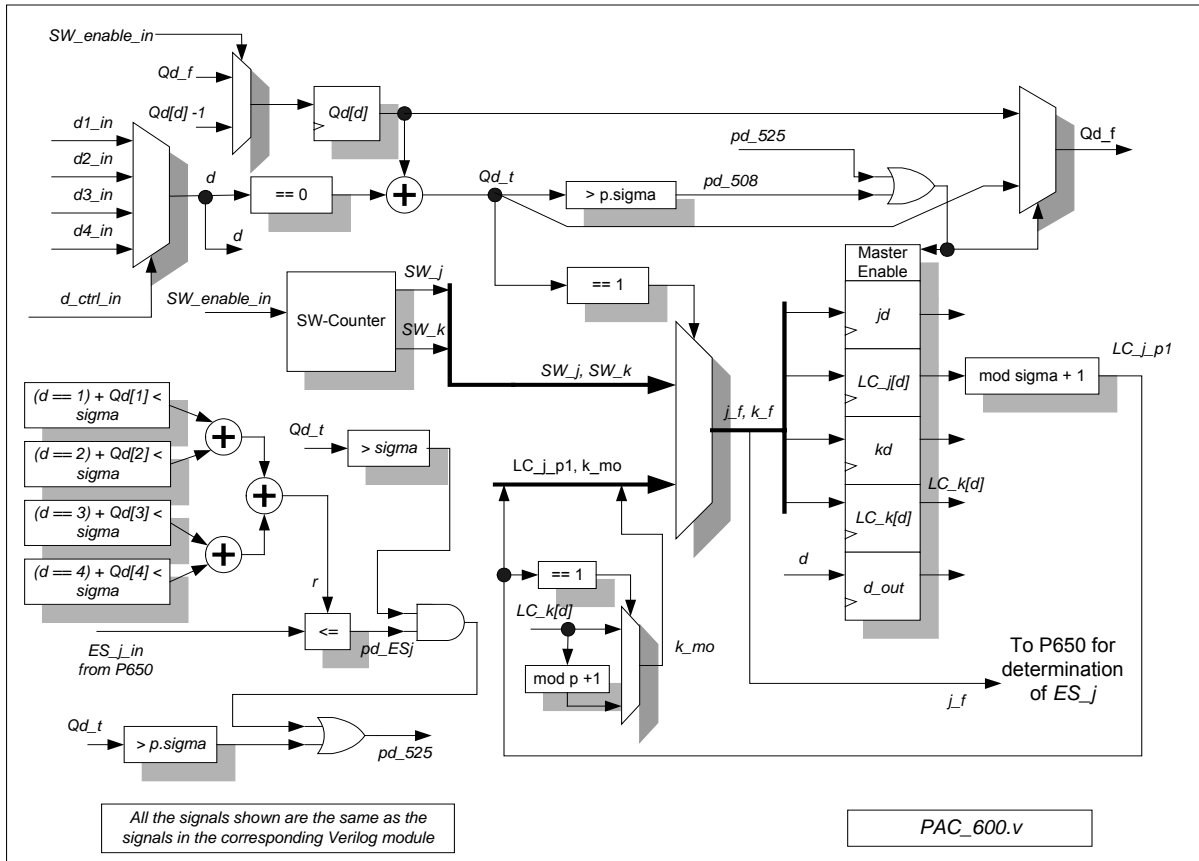 SW_enable_in
Qd_f
Qd[d] -1
Qd[d]
d1_in
d2_in
d3_in
d4_in
d
d
== 0
+
Qd_t
> p.sigma
pd_508
pd_525
Qd_f
d_ctrl_in
SW_enable_in
SW-Counter
SW_j
SW_k
== 1
SW_j, SW_k
j_f, k_f
LC_j_p1, k_mo
Master
Enable
jd
LC_j[d]
kd
LC_k[d]
d_out
d
mod sigma + 1
LC_j_p1
LC_k[d]
(d == 1) + Qd[1] <
sigma
(d == 2) + Qd[2] <
sigma
(d == 3) + Qd[3] <
sigma
(d == 4) + Qd[4] <
sigma
+
+
+
Qd_t
> sigma
r
<=
ES_j_in
from P650
pd_ESj
== 1
LC_k[d]
mod p +1
k_mo
To P650 for
determination
of ES_j
j_f
Qd_t
> p.sigma
pd_525
All the signals shown are the same as the
signals in the corresponding Verilog module
PAC_600.v